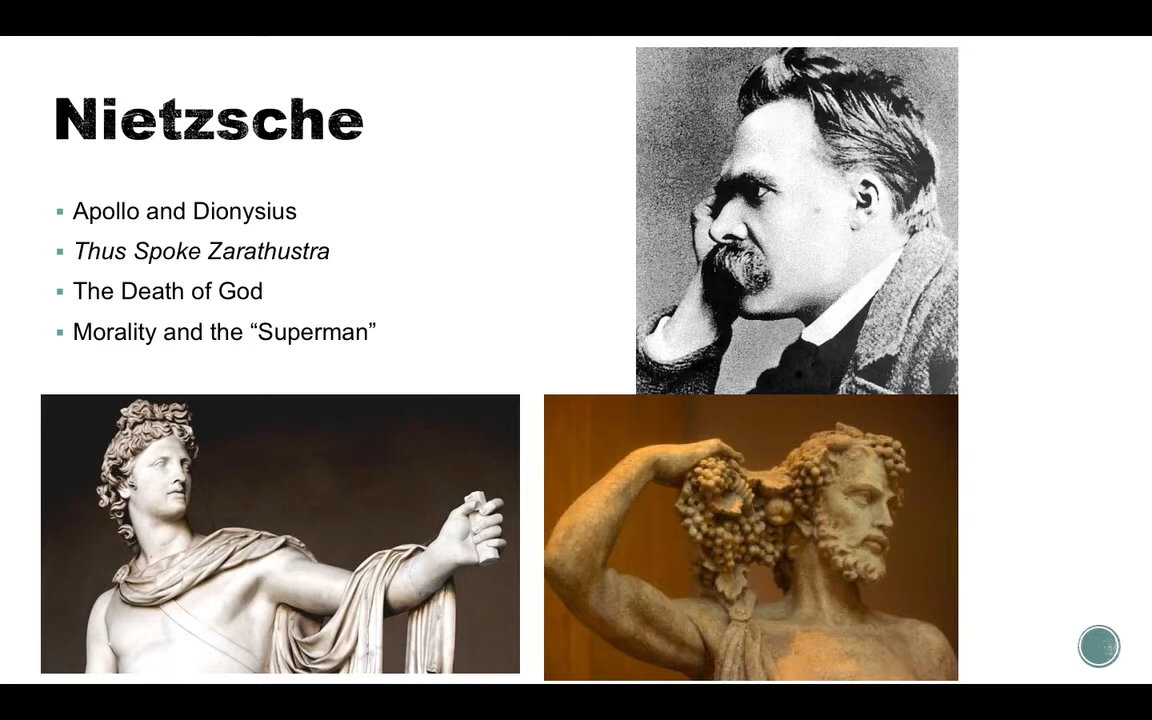 Nietzsche
Apollo and Dionysius
Thus Spoke Zarathustra
The Death of God
Morality and the “Superman”